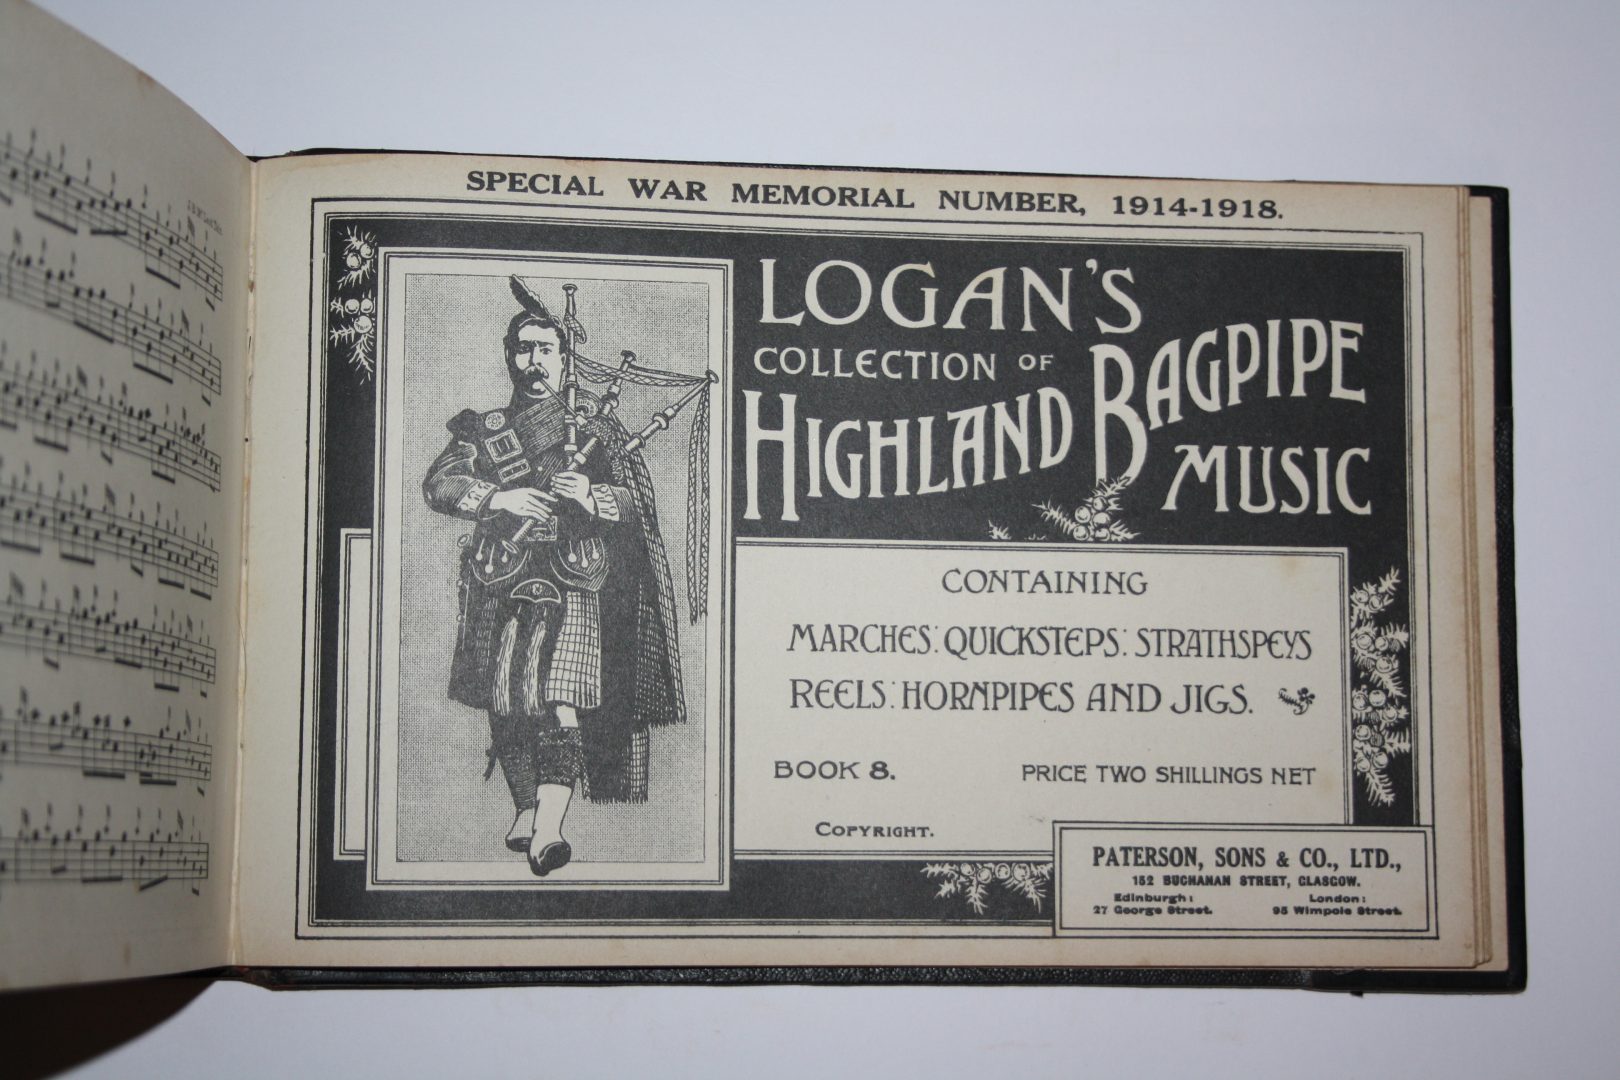 SPECIAL WAR MEMORIAL NUMBER, 1914-1918.
LOGAN'S
COLLECTION OF
HIGHLAND BAGPIPE
MUSIC
CONTAINING
MARCHES: QUICKSTEPS: STRATHSPEYS
REELS: HORNPIPES AND JIGS.
BOOK 8.
PRICE TWO SHILLINGS NET
COPYRIGHT.
PATERSON, SONS & CO., LTD.,
152 BUCHANAN STREET, GLASGOW.
Edinburgh: London:
27 George Street. 95 Wimpole Street.